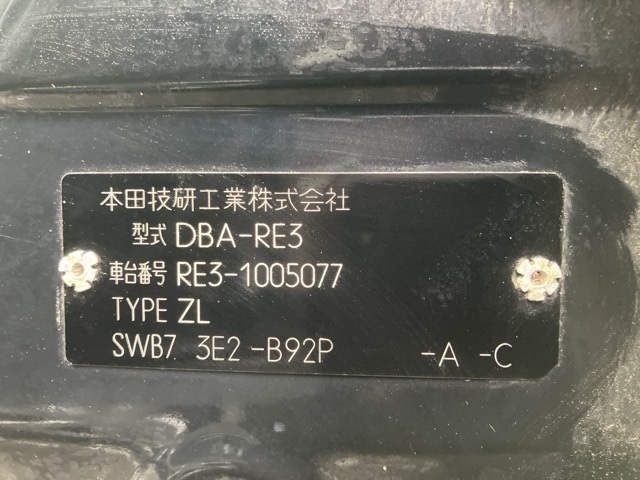 本田技研工業株式会社
型式 DBA-RE3
車台番号 RE3-1005077
TYPE ZL
SWB7 3E2 -B92P -A -C